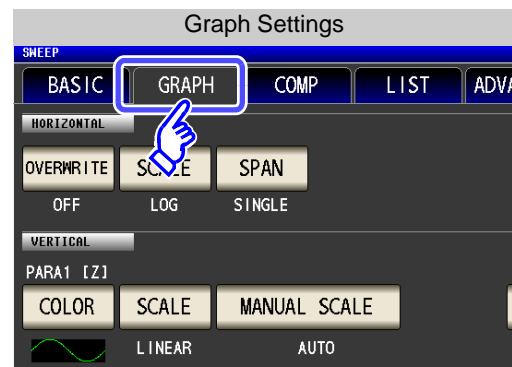 Graph Settings
SWEEP
BASIC GRAPH COMP LIST ADVA
HORIZONTAL
OVERWRITE SCALE SPAN
OFF LOG SINGLE
VERTICAL
PARA1 [Z]
COLOR SCALE MANUAL SCALE
LINEAR AUTO